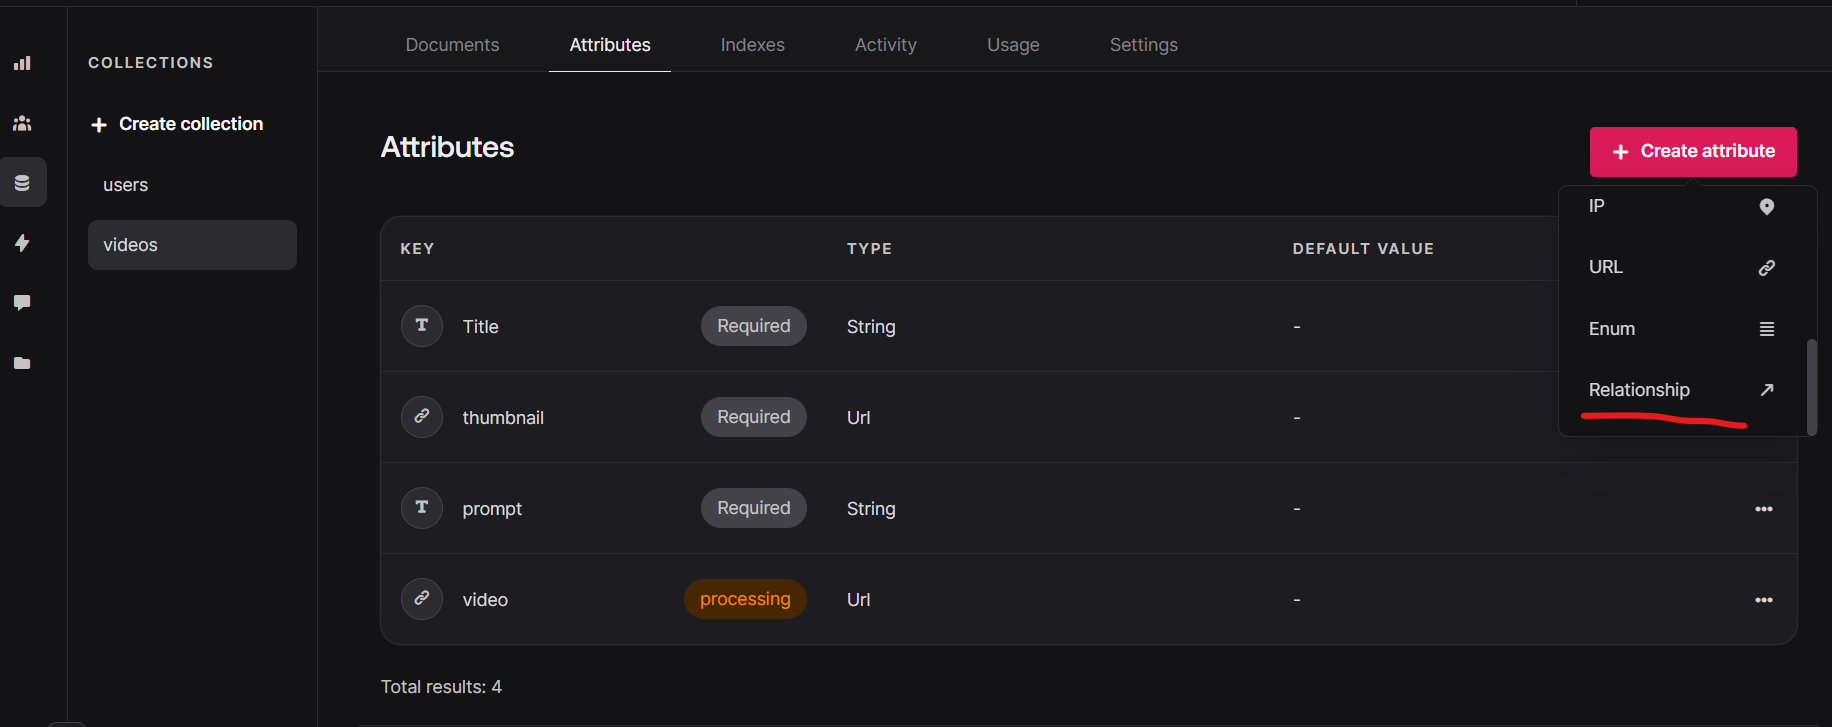 Documents Attributes Indexes Activity Usage Settings
COLLECTIONS
Create collection
users
videos
Attributes
Create attribute
IP
URL
Enum
Relationship
KEY TYPE DEFAULT VALUE
Title Required String -
thumbnail Required Url -
prompt Required String -
video processing Url -
Total results: 4